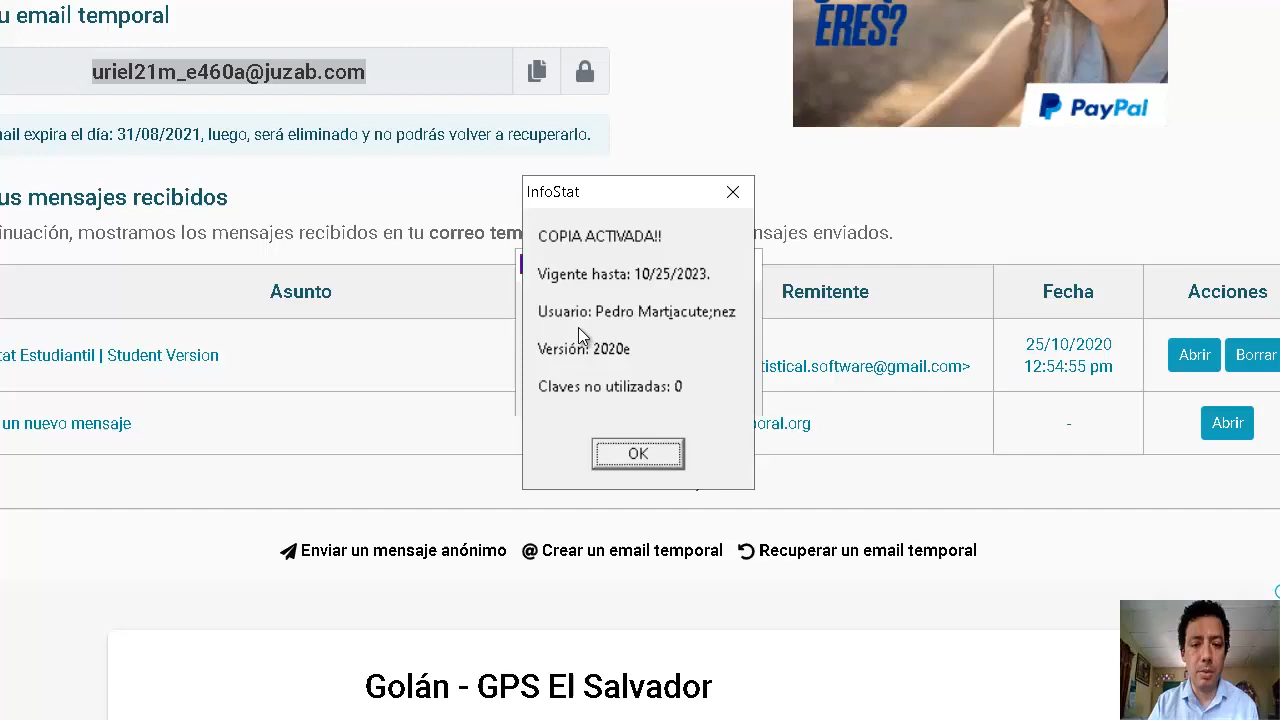 u email temporal
ERES?
uriel21m_e460a@juzab.com
PayPal
nail expira el día: 31/08/2021, luego, será eliminado y no podrás volver a recuperarlo.
InfoStat
us mensajes recibidos
inuación, mostramos los mensajes recibidos en tu correo tem
nsajes enviados.
COPIA ACTIVADA!!
Vigente hasta: 10/25/2023.
Usuario: Pedro Martjacute;nez
Versión: 2020e
Claves no utilizadas: 0
OK
Asunto
Remitente
Fecha
Acciones
tat Estudiantil | Student Version
tistical.software@gmail.com>
25/10/2020
12:54:55 pm
Abrir
Borrar
un nuevo mensaje
oral.org
-
Abrir
Enviar un mensaje anónimo
Crear un email temporal
Recuperar un email temporal
Golán - GPS El Salvador